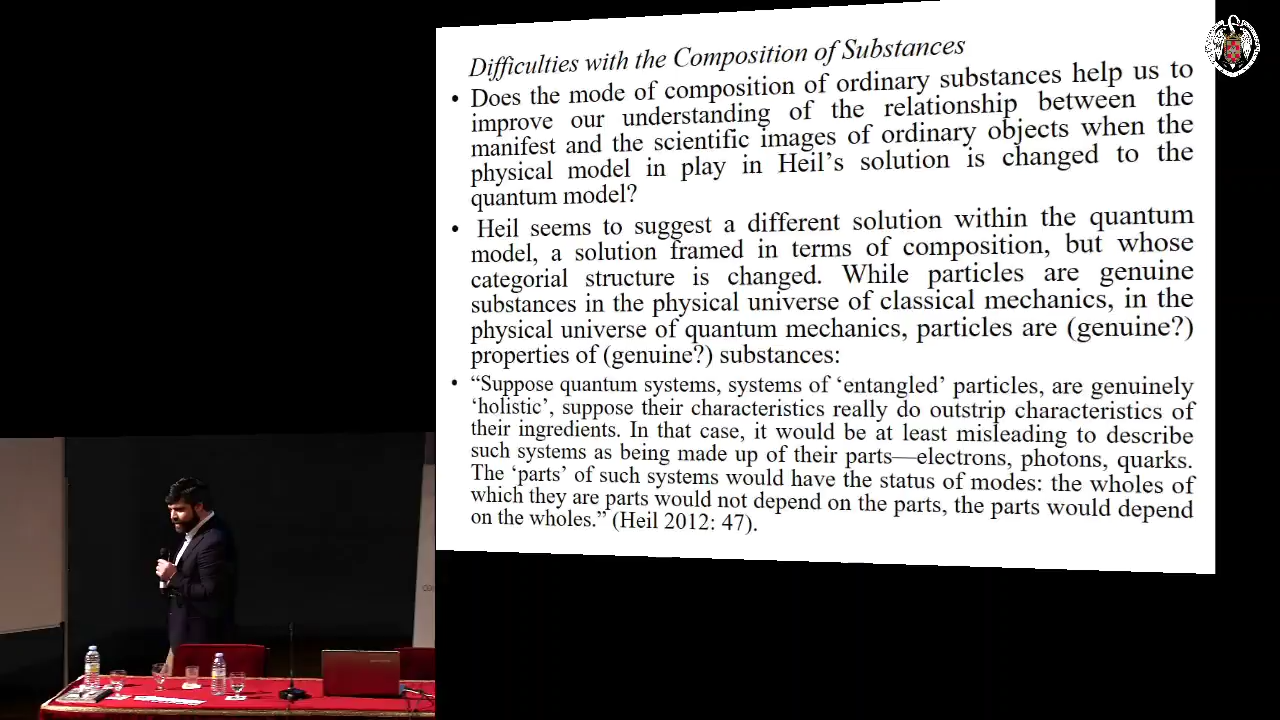 Difficulties with the Composition of Substances
• Does the mode of composition of ordinary substances help us to
improve our understanding of the relationship between the
manifest and the scientific images of ordinary objects when the
physical model in play in Heil’s solution is changed to the
quantum model?
• Heil seems to suggest a different solution within the quantum
model, a solution framed in terms of composition, but whose
categorial structure is changed. While particles are genuine
substances in the physical universe of classical mechanics, in the
physical universe of quantum mechanics, particles are (genuine?)
properties of (genuine?) substances:
• “Suppose quantum systems, systems of ‘entangled’ particles, are genuinely
‘holistic’, suppose their characteristics really do outstrip characteristics of
their ingredients. In that case, it would be at least misleading to describe
such systems as being made up of their parts—electrons, photons, quarks.
The ‘parts’ of such systems would have the status of modes: the wholes of
which they are parts would not depend on the parts, the parts would depend
on the wholes.” (Heil 2012: 47).